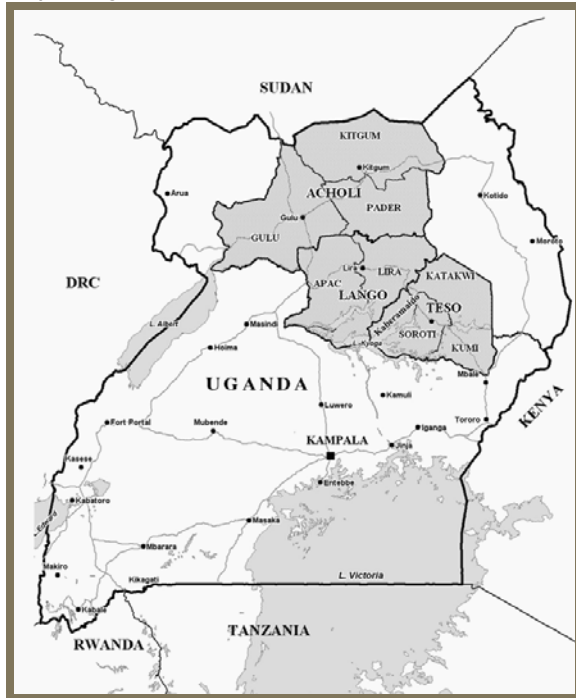 SUDAN
KITGUM
Kitgum
Arua
ACHOLI
Kotido
PADER
Gulu
GULU
Moroto
DRC
Lira
LIRA
KATAKWI
APAC
LANGO
TESO
Kaberamaido
L. Albert
Masindi
SOROTI
L. Kyoga
KUMI
Hoima
Mbale
UGANDA
Kamuli
Luwero
KENYA
Fort Portal
Mubende
Iganga
Tororo
KAMPALA
Jinja
Kasese
Entebbe
Kabatoro
L. Edward
Masaka
Mbarara
Makiro
Kikagati
L. Victoria
Kabale
RWANDA
TANZANIA